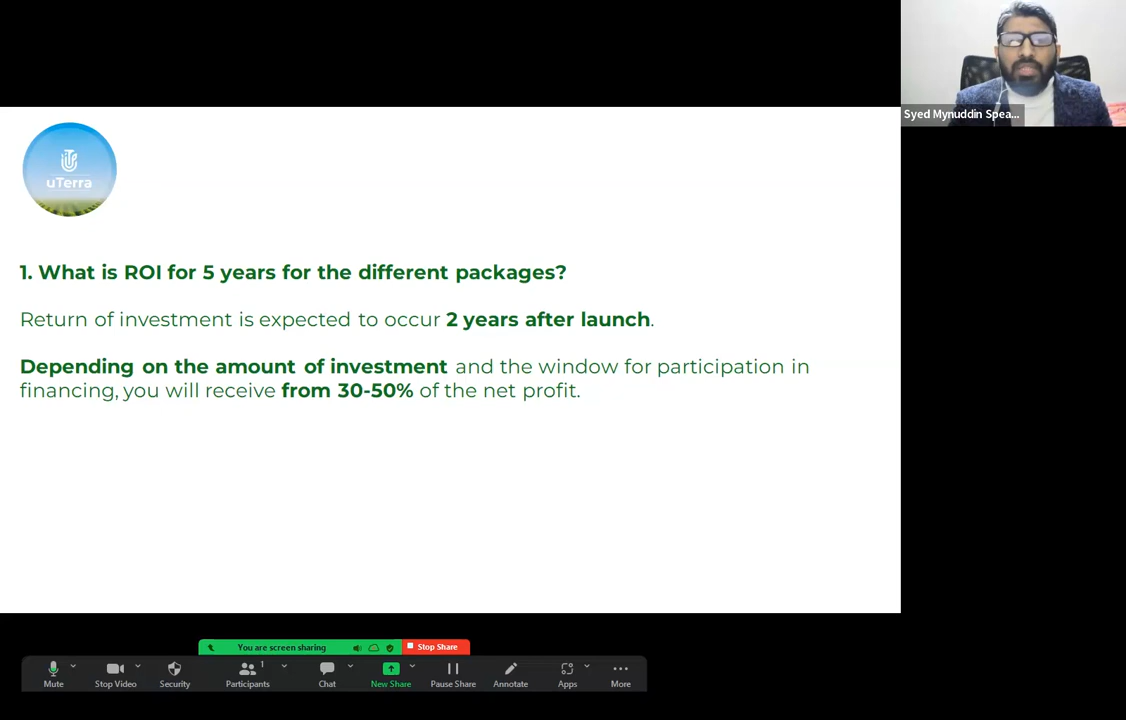 Syed Mynuddin Spea...
uTerra
1. What is ROI for 5 years for the different packages?
Return of investment is expected to occur 2 years after launch.
Depending on the amount of investment and the window for participation in
financing, you will receive from 30-50% of the net profit.
You are screen sharing
Stop Share
1
Mute
Stop Video
Security
Participants
Chat
New Share
Pause Share
Annotate
Apps
More